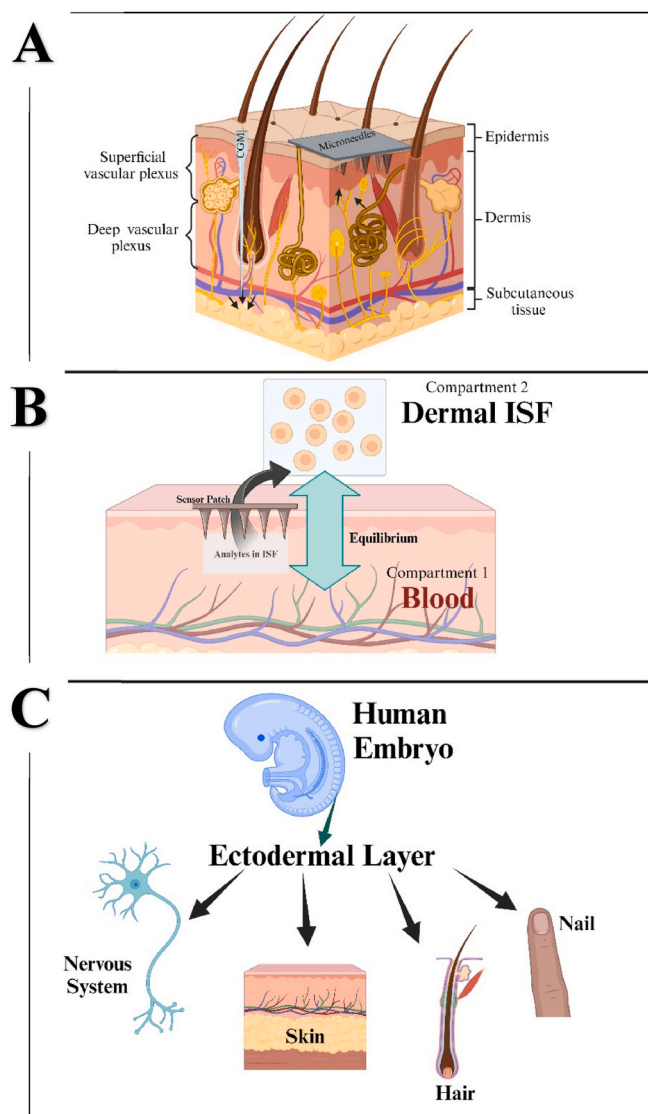 A
CGM
Microneedles
Epidermis
Superficial
vascular plexus
Dermis
Deep vascular
plexus
Subcutaneous
tissue
B
Compartment 2
Dermal ISF
Sensor Patch
Equilibrium
Analytes in ISF
Compartment 1
Blood
C
Human
Embryo
Ectodermal Layer
Nail
Nervous
System
Skin
Hair